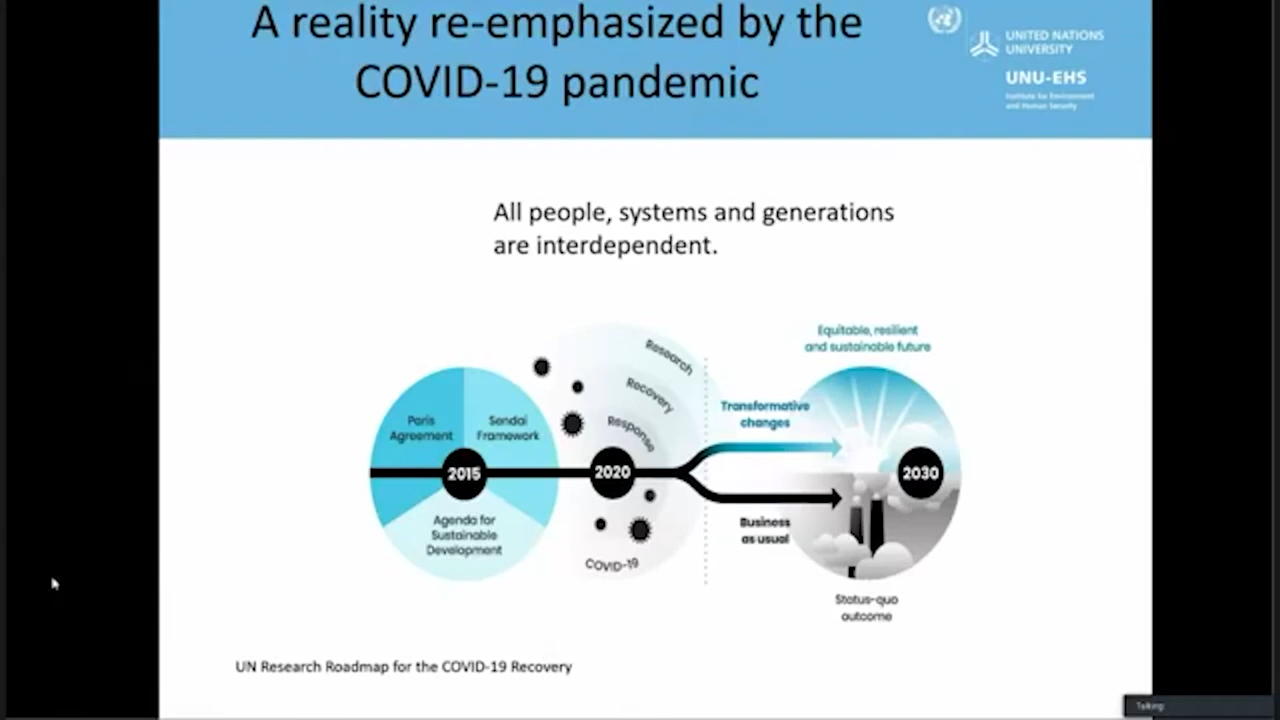 A reality re-emphasized by the
COVID-19 pandemic
UNITED NATIONS
UNIVERSITY
UNU-EHS
Institute for Environment
and Human Security
All people, systems and generations
are interdependent.
Equitable, resilient
and sustainable future
Research
Recovery
Response
Paris
Agreement
Sendai
Framework
Transformative
changes
2015
2020
2030
Agenda for
Sustainable
Development
Business
as usual
COVID-19
Status-quo
outcome
UN Research Roadmap for the COVID-19 Recovery
Talking: